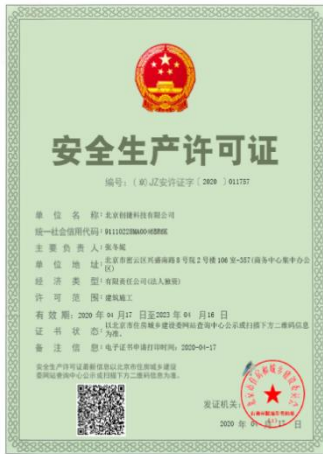 安全生产许可证
编号：（京）JZ安许证字〔2020〕011757
单位名称：北京创捷科技有限公司
统一社会信用代码：
主要负责人：张冬妮
单位地址：北京市密云区兴盛南路8号院2号楼106室-357(商务中心集中办公
区)
经济类型：有限责任公司(法人独资)
许可范围：建筑施工
有效期：2020 年 04 月17 日至2023 年 04 月 16 日
证书状态：以北京市住房城乡建设委网站查询中心公示或扫描下方二维码信息
为准。
备注信息：电子证书申请打印时间：2020-04-17
安全生产许可证最新信息以北京市住房城乡建
委网站查询中心公示或扫描下方二维码信息为准。
发证机关：
2020 年 04 月 17 日